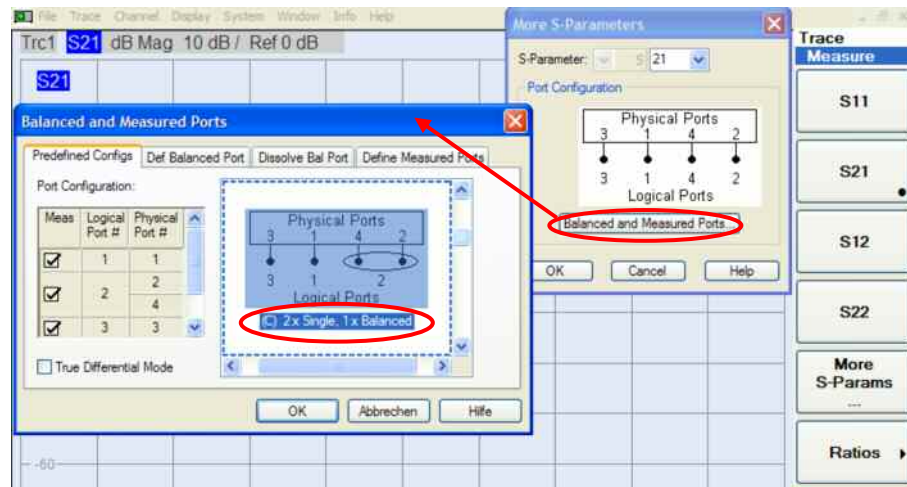 File Trace Channel Display System Window Info Help
Trc1 S21 dB Mag 10 dB / Ref 0 dB
S21
-60
More S-Parameters
S-Parameter: S 21
Port Configuration
Physical Ports
3 1 4 2
3 1 4 2
Logical Ports
Balanced and Measured Ports...
OK Cancel Help
Balanced and Measured Ports
Predefined Configs Def Balanced Port Dissolve Bal Port Define Measured Ports
Port Configuration:
Meas Logical Port # Physical Port #
1 1
2 2
4
3 3
Physical Ports
3 1 4 2
3 1 2
Logical Ports
(C) 2 x Single, 1 x Balanced
True Differential Mode
OK Abbrechen Hilfe
Trace
Measure
S11
S21
S12
S22
More
S-Params
...
Ratios